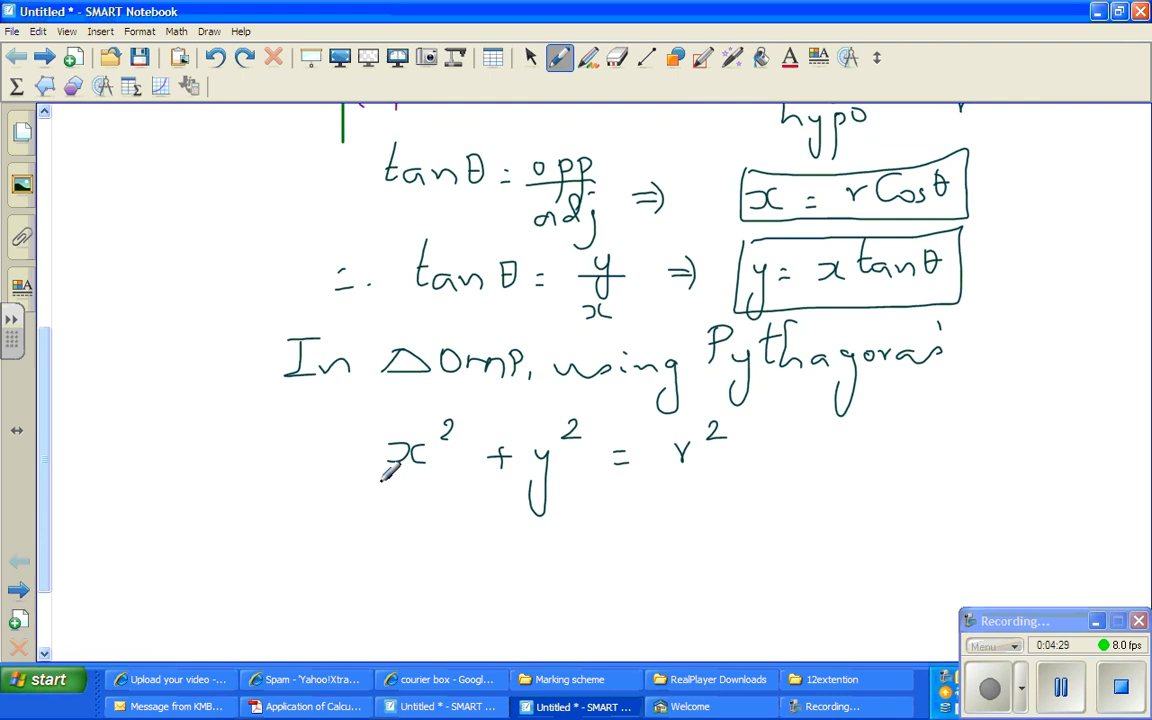 Untitled * - SMART Notebook
File Edit View Insert Format Math Draw Help
hypo r
tanθ = opp/adj ⇒ x = r Cosθ
∴ tanθ = y/x ⇒ y = x tanθ
In △OMP, using Pythagoras'
x² + y² = r²
Recording...
Menu 0:04:29 8.0 fps
start Upload your video -... Spam - 'Yahoo!Xtra... courier box - Googl... Marking scheme RealPlayer Downloads 12extention
Message from KMB... Application of Calcu... Untitled * - SMART ... Untitled * - SMART ... Welcome Recording...